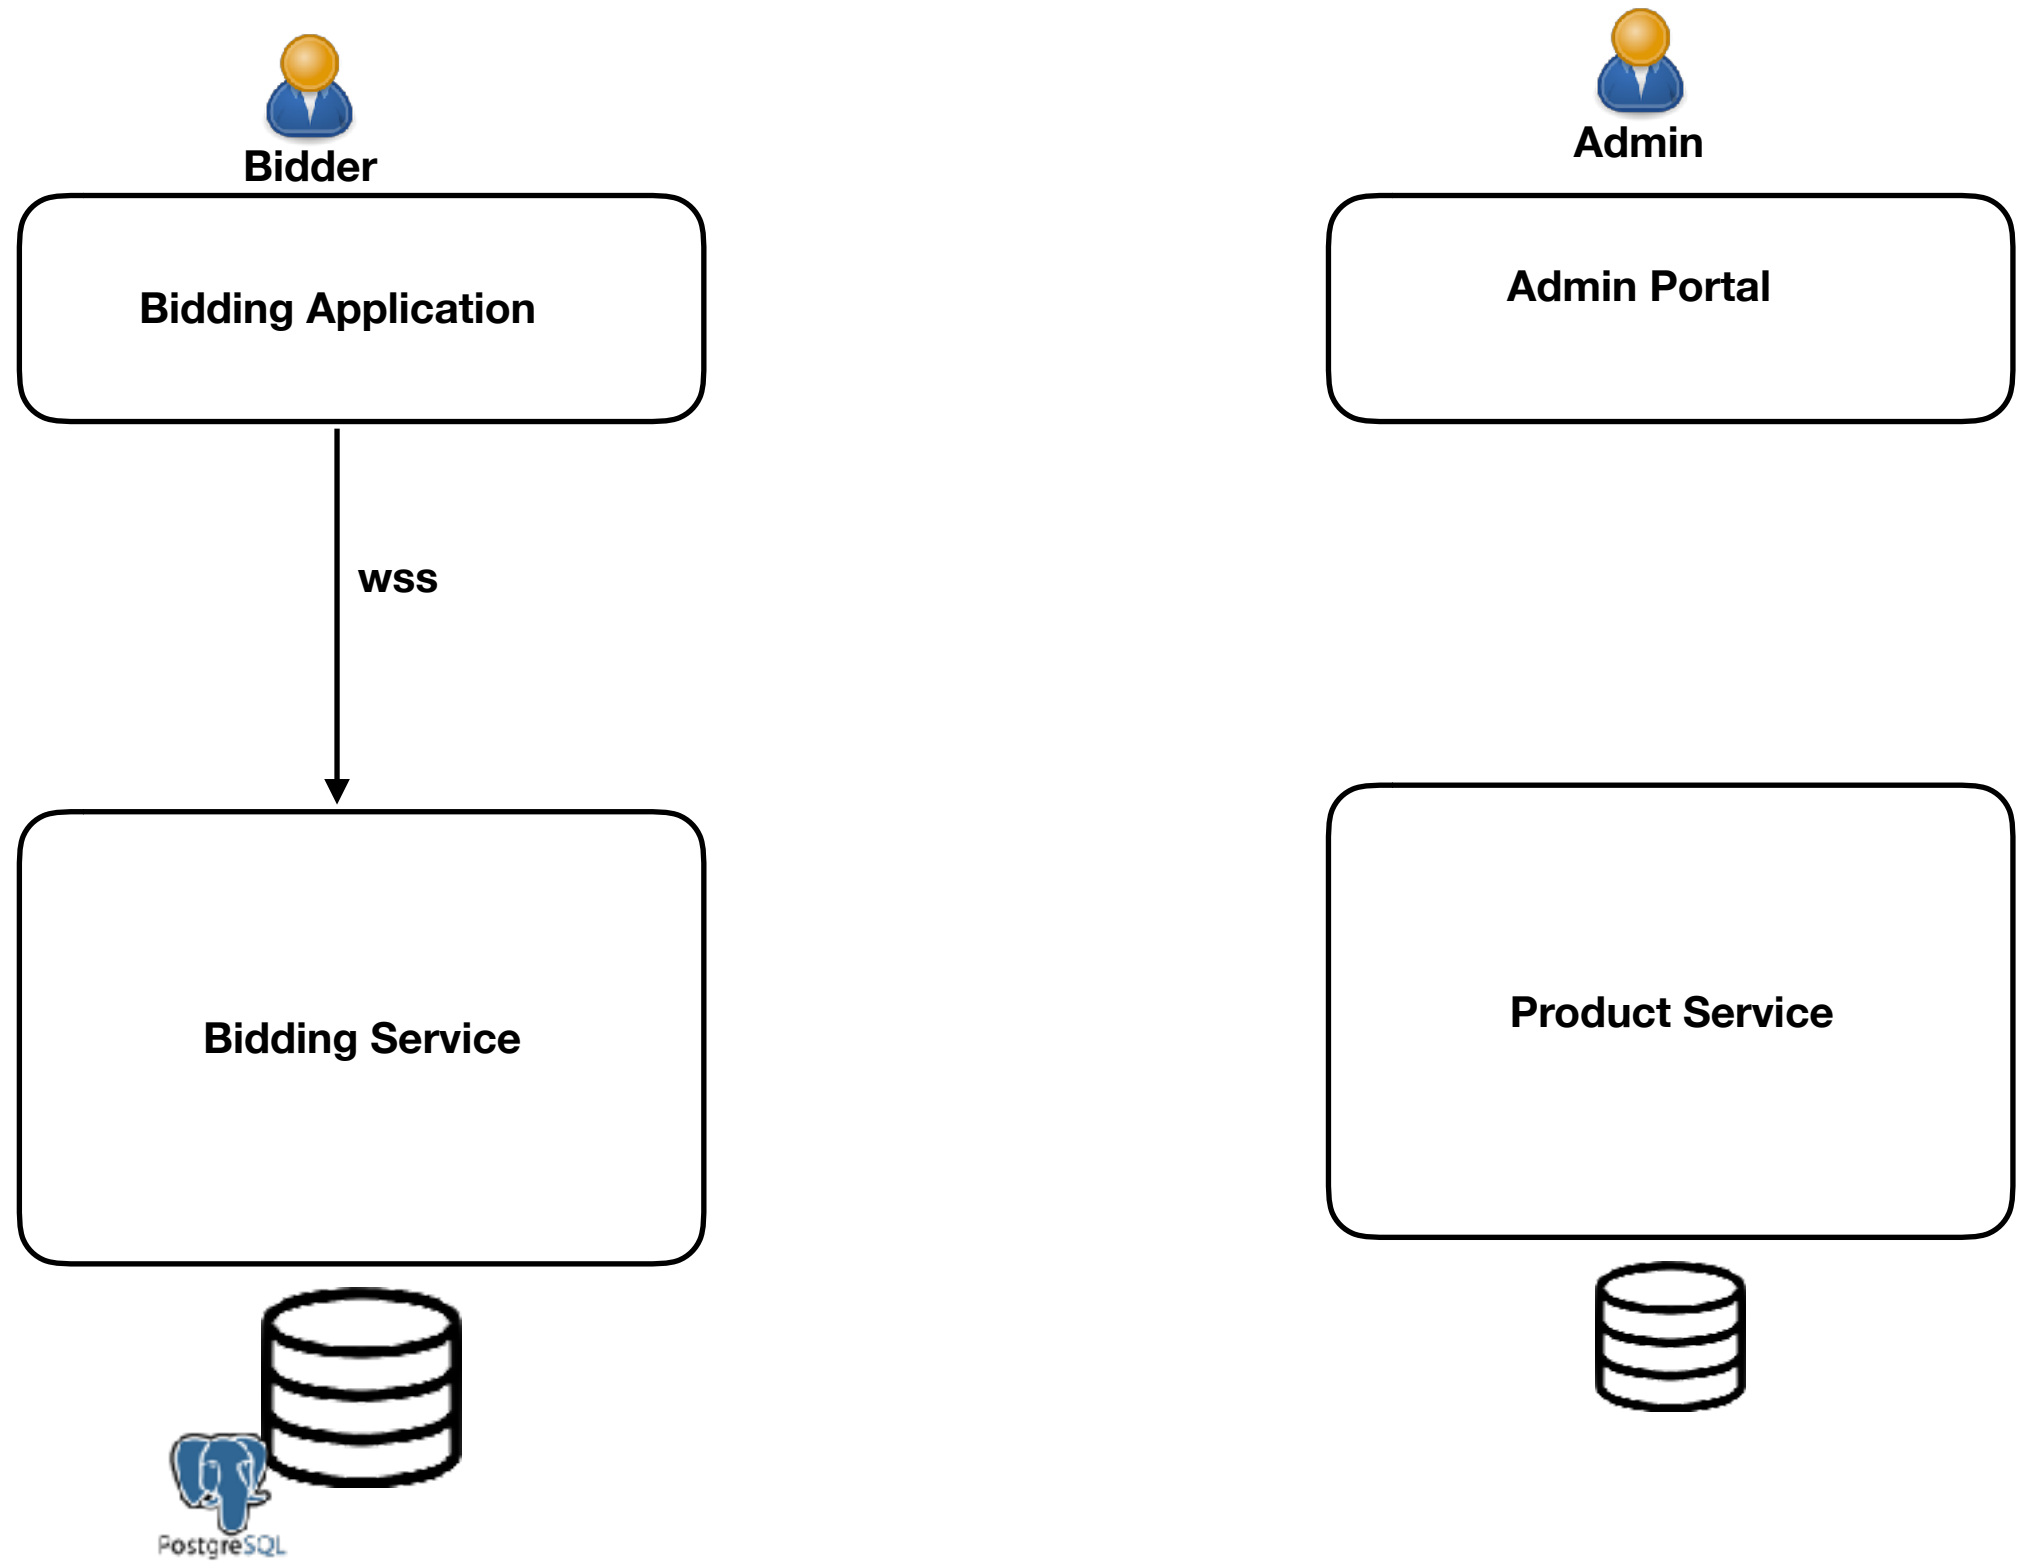 Bidder
Admin
Bidding Application
Admin Portal
wss
Bidding Service
Product Service
PostgreSQL